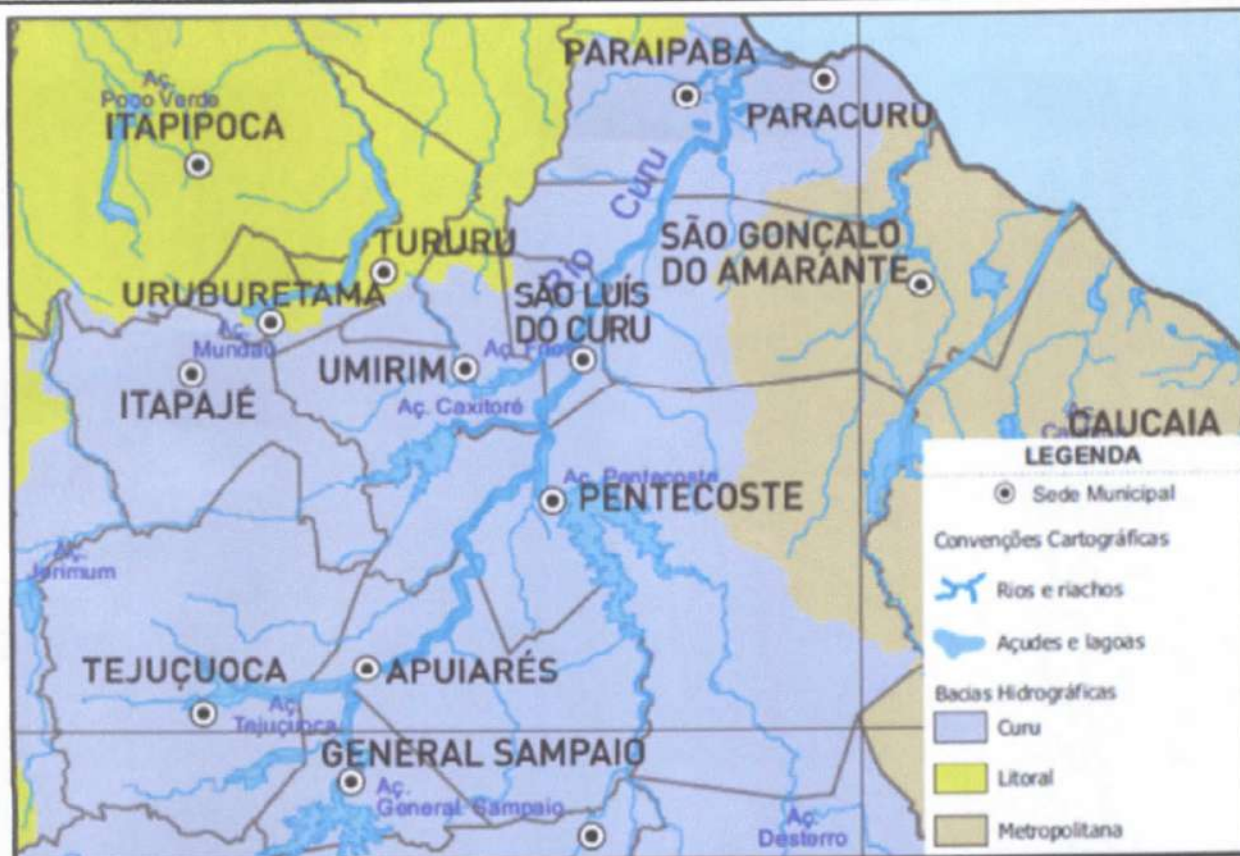 PARAIPABA
PARACURU
Aç.
Poço Verde
ITAPIPOCA
Rio Curu
TURURU
SÃO GONÇALO
DO AMARANTE
URUBURETAMA
SÃO LUÍS
DO CURU
Aç.
Mundaú
UMIRIM
Aç. Frios
ITAPAJÉ
Aç. Caxitoré
CAUCAIA
Aç. Pentecoste
PENTECOSTE
Aç.
Jerimum
TEJUÇUOCA
APUIARÉS
Aç.
Tejuçuoca
GENERAL SAMPAIO
Aç.
General Sampaio
Aç.
Desterro
LEGENDA
Sede Municipal
Convenções Cartográficas
Rios e riachos
Açudes e lagoas
Bacias Hidrográficas
Curu
Litoral
Metropolitana